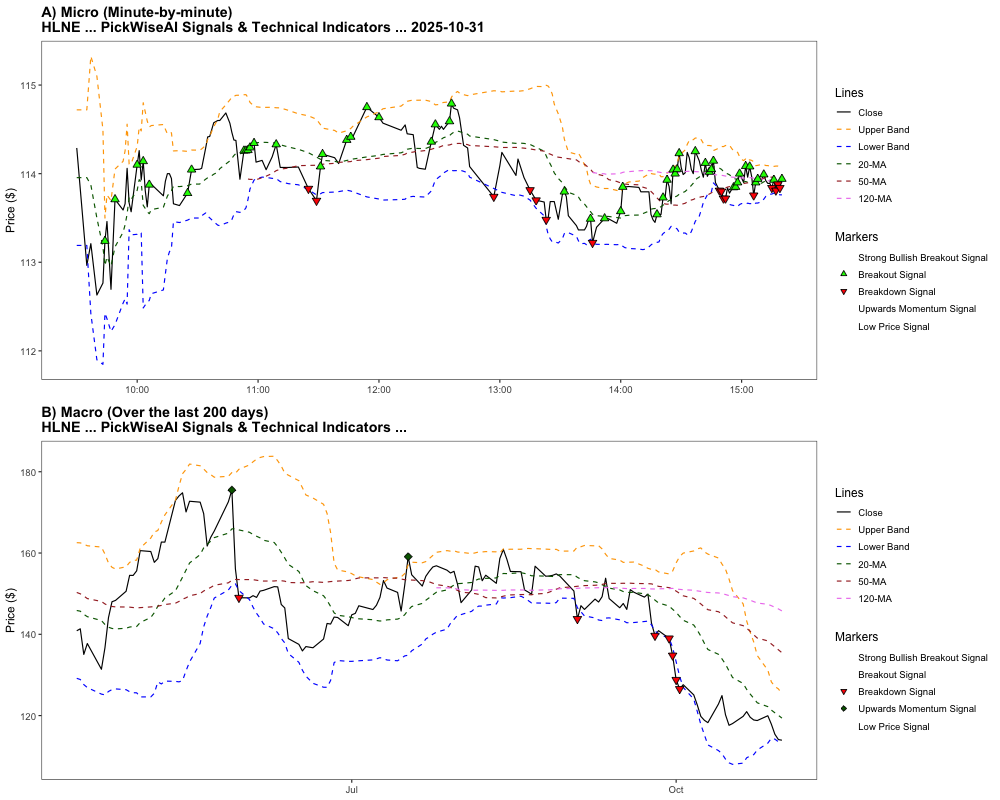 A) Micro (Minute-by-minute)
HLNE ... PickWiseAI Signals & Technical Indicators ... 2025-10-31
Price ($)
115
114
113
112
10:00
11:00
12:00
13:00
14:00
15:00
Lines
Close
Upper Band
Lower Band
20-MA
50-MA
120-MA
Markers
Strong Bullish Breakout Signal
Breakout Signal
Breakdown Signal
Upwards Momentum Signal
Low Price Signal
B) Macro (Over the last 200 days)
HLNE ... PickWiseAI Signals & Technical Indicators ...
Price ($)
180
160
140
120
Jul
Oct
Lines
Close
Upper Band
Lower Band
20-MA
50-MA
120-MA
Markers
Strong Bullish Breakout Signal
Breakout Signal
Breakdown Signal
Upwards Momentum Signal
Low Price Signal